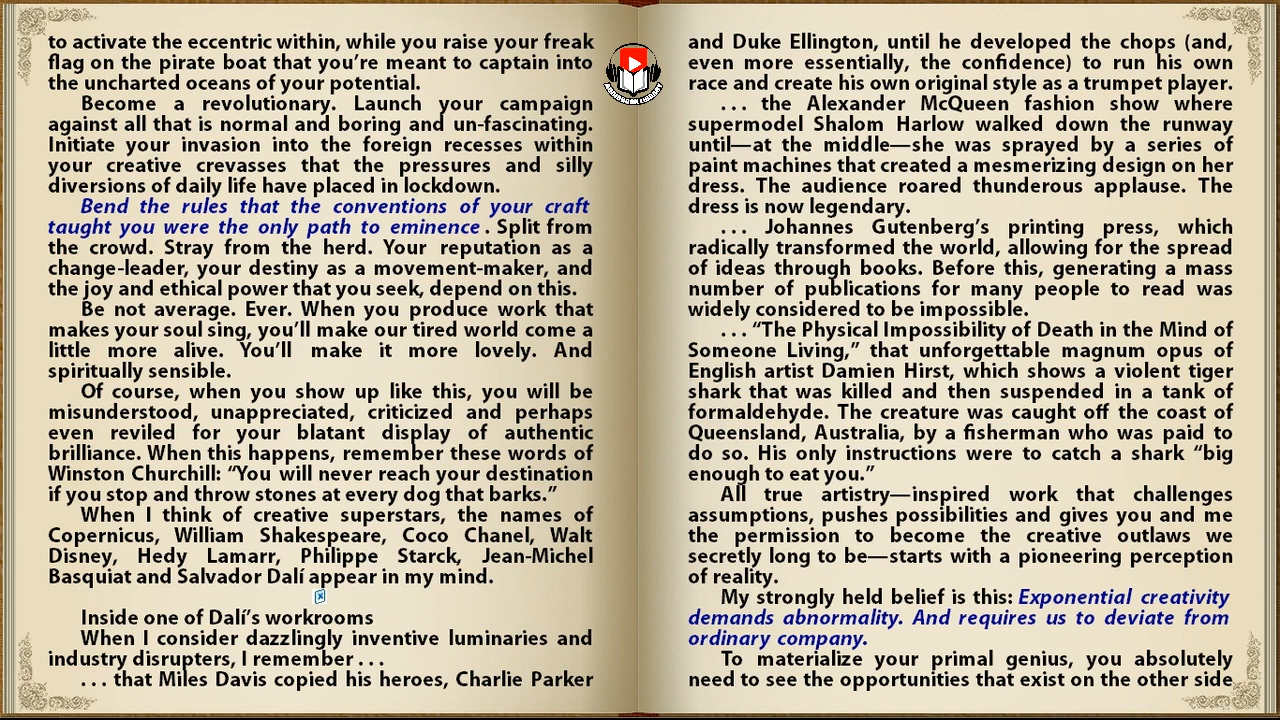 to activate the eccentric within, while you raise your freak
flag on the pirate boat that you’re meant to captain into
the uncharted oceans of your potential.
Become a revolutionary. Launch your campaign
against all that is normal and boring and un-fascinating.
Initiate your invasion into the foreign recesses within
your creative crevasses that the pressures and silly
diversions of daily life have placed in lockdown.
Bend the rules that the conventions of your craft
taught you were the only path to eminence . Split from
the crowd. Stray from the herd. Your reputation as a
change-leader, your destiny as a movement-maker, and
the joy and ethical power that you seek, depend on this.
Be not average. Ever. When you produce work that
makes your soul sing, you’ll make our tired world come a
little more alive. You’ll make it more lovely. And
spiritually sensible.
Of course, when you show up like this, you will be
misunderstood, unappreciated, criticized and perhaps
even reviled for your blatant display of authentic
brilliance. When this happens, remember these words of
Winston Churchill: “You will never reach your destination
if you stop and throw stones at every dog that barks.”
When I think of creative superstars, the names of
Copernicus, William Shakespeare, Coco Chanel, Walt
Disney, Hedy Lamarr, Philippe Starck, Jean-Michel
Basquiat and Salvador Dalí appear in my mind.
Inside one of Dalí’s workrooms
When I consider dazzlingly inventive luminaries and
industry disrupters, I remember . . .
. . . that Miles Davis copied his heroes, Charlie Parker
and Duke Ellington, until he developed the chops (and,
even more essentially, the confidence) to run his own
race and create his own original style as a trumpet player.
. . . the Alexander McQueen fashion show where
supermodel Shalom Harlow walked down the runway
until—at the middle—she was sprayed by a series of
paint machines that created a mesmerizing design on her
dress. The audience roared thunderous applause. The
dress is now legendary.
. . . Johannes Gutenberg’s printing press, which
radically transformed the world, allowing for the spread
of ideas through books. Before this, generating a mass
number of publications for many people to read was
widely considered to be impossible.
. . . “The Physical Impossibility of Death in the Mind of
Someone Living,” that unforgettable magnum opus of
English artist Damien Hirst, which shows a violent tiger
shark that was killed and then suspended in a tank of
formaldehyde. The creature was caught off the coast of
Queensland, Australia, by a fisherman who was paid to
do so. His only instructions were to catch a shark “big
enough to eat you.”
All true artistry—inspired work that challenges
assumptions, pushes possibilities and gives you and me
the permission to become the creative outlaws we
secretly long to be—starts with a pioneering perception
of reality.
My strongly held belief is this: Exponential creativity
demands abnormality. And requires us to deviate from
ordinary company.
To materialize your primal genius, you absolutely
need to see the opportunities that exist on the other side